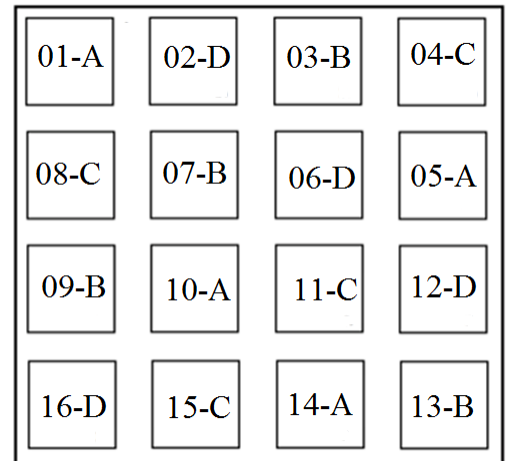 01-A 02-D 03-B 04-C
08-C 07-B 06-D 05-A
09-B 10-A 11-C 12-D
16-D 15-C 14-A 13-B